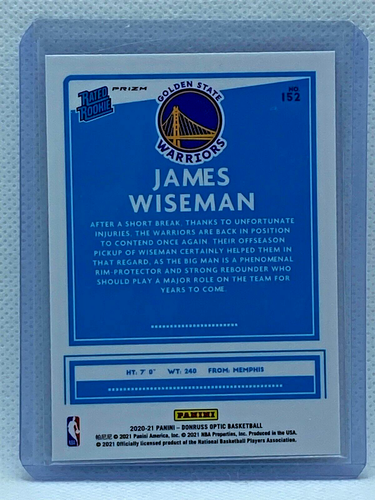 RATED ROOKIE
PRIZM
GOLDEN STATE
WARRIORS
NO.
152
JAMES
WISEMAN
AFTER A SHORT BREAK, THANKS TO UNFORTUNATE
INJURIES, THE WARRIORS ARE BACK IN POSITION
TO CONTEND ONCE AGAIN. THEIR OFFSEASON
PICKUP OF WISEMAN CERTAINLY HELPED THEM IN
THAT REGARD, AS THE BIG MAN IS A PHENOMENAL
RIM-PROTECTOR AND STRONG REBOUNDER WHO
SHOULD PLAY A MAJOR ROLE ON THE TEAM FOR
YEARS TO COME.
HT: 7' 0" WT: 240 FROM: MEMPHIS
PANINI
2020-21 PANINI – DONRUSS OPTIC BASKETBALL
帕尼尼 © 2021 Panini America, Inc. © 2021 NBA Properties, Inc. Produced in the USA.
© 2021 Officially licensed product of the National Basketball Players Association.